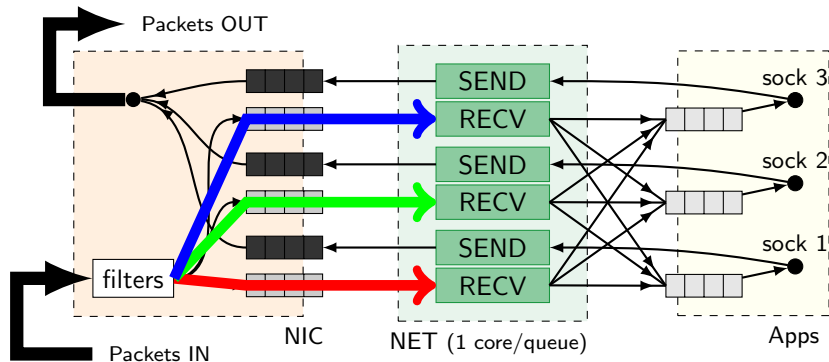 Packets OUT
SEND
sock 3
RECV
SEND
sock 2
RECV
SEND
sock 1
filters
RECV
NIC
NET (1 core/queue)
Apps
Packets IN